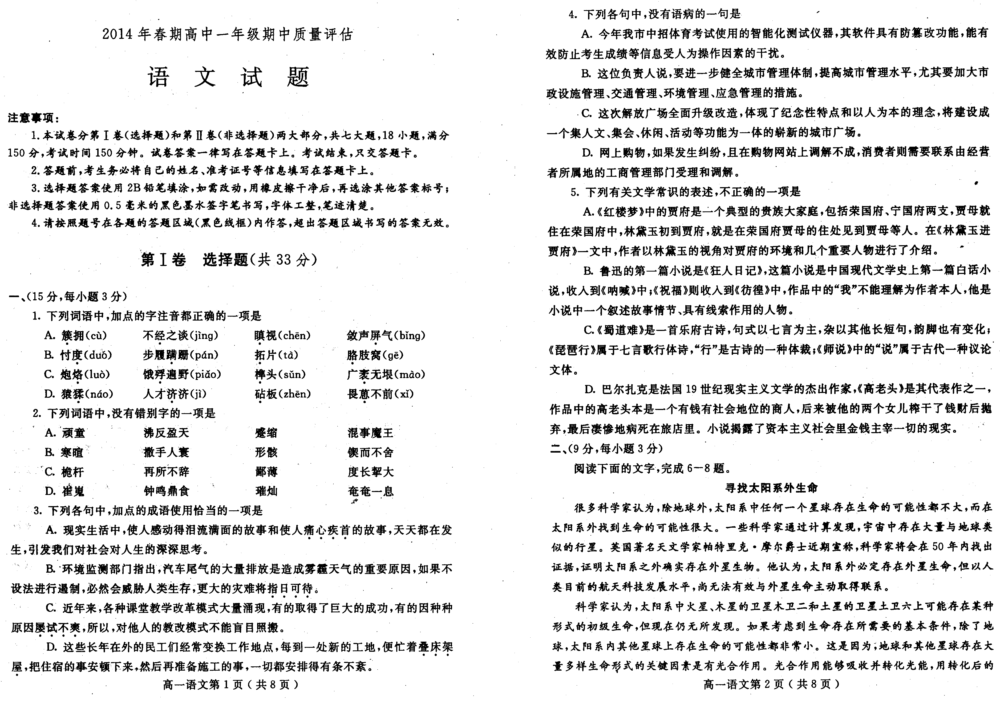 2014年春期高中一年级期中质量评估
语文试题
注意事项:
1.本试卷分第Ⅰ卷(选择题)和第Ⅱ卷(非选择题)两大部分,共七大题,18小题,满分
150分,考试时间150分钟。试卷答案一律写在答题卡上。考试结束,只交答题卡。
2.答题前,考生务必将自己的姓名、准考证号等信息填写在答题卡上。
3.选择题答案使用2B铅笔填涂,如需改动,用橡皮擦干净后,再选涂其他答案标号;
非选择题答案使用0.5毫米的黑色墨水签字笔书写,字体工整,笔迹清楚。
4.请按照题号在各题的答题区域(黑色线框)内作答,超出答题区域书写的答案无效。
第Ⅰ卷 选择题(共33分)
一、(15分,每小题3分)
1. 下列词语中,加点的字注音都正确的一项是
A. 簇拥(cù) 不经之谈(jìng) 瞋视(chēn) 敛声屏气(bǐng)
B. 忖度(duó) 步履蹒跚(pán) 拓片(tà) 胳肢窝(gē)
C. 炮烙(luò) 饿殍遍野(piǎo) 榫头(sǔn) 广袤无垠(mào)
D. 猿猱(náo) 人才济济(jì) 砧板(zhēn) 畏葸不前(xǐ)
2. 下列词语中,没有错别字的一项是
A. 顽童 沸反盈天 蹙缩 混事魔王
B. 寒暄 撒手人寰 形骸 锲而不舍
C. 桅杆 再所不辞 鄙薄 度长挈大
D. 崔嵬 钟鸣鼎食 璀灿 奄奄一息
3. 下列各句中,加点的成语使用恰当的一项是
A. 现实生活中,使人感动得泪流满面的故事和使人痛心疾首的故事,天天都在发
生,引发我们对社会对人生的深深思考。
B. 环境监测部门指出,汽车尾气的大量排放是造成雾霾天气的重要原因,如果不
设法进行遏制,必然会威胁人类生存,更大的灾难将指日可待。
C. 近年来,各种课堂教学改革模式大量涌现,有的取得了巨大的成功,有的因种种
原因屡试不爽,所以,对他人的教改模式不能盲目照搬。
D. 这些长年在外的民工们经常变换工作地点,每到一处新的工地,便忙着叠床架
屋,把住宿的事安顿下来,然后再准备施工的事,一切都安排得有条不紊。
高一语文第1页(共8页)
4. 下列各句中,没有语病的一句是
A. 今年我市中招体育考试使用的智能化测试仪器,其软件具有防篡改功能,能有
效防止考生成绩等信息受人为操作因素的干扰。
B. 这位负责人说,要进一步健全城市管理体制,提高城市管理水平,尤其要加大市
政设施管理、交通管理、环境管理、应急管理的措施。
C. 这次解放广场全面升级改造,体现了纪念性特点和以人为本的理念,将建设成
一个集人文、集会、休闲、活动等功能为一体的崭新的城市广场。
D. 网上购物,如果发生纠纷,且在购物网站上调解不成,消费者则需要联系由经营
者所属地的工商管理部门受理和调解。
5. 下列有关文学常识的表述,不正确的一项是
A.《红楼梦》中的贾府是一个典型的贵族大家庭,包括荣国府、宁国府两支,贾母就
住在荣国府中,林黛玉初到贾府,就是在荣国府贾母的住处见到贾母等人。在《林黛玉进
贾府》一文中,作者以林黛玉的视角对贾府的环境和几个重要人物进行了介绍。
B. 鲁迅的第一篇小说是《狂人日记》,这篇小说是中国现代文学史上第一篇白话小
说,收入到《呐喊》中;《祝福》则收入到《彷徨》中,作品中的“我”不能理解为作者本人,他是
小说中一个叙述故事情节、具有线索作用的人物。
C.《蜀道难》是一首乐府古诗,句式以七言为主,杂以其他长短句,韵脚也有变化;
《琵琶行》属于七言歌行体诗,“行”是古诗的一种体裁;《师说》中的“说”属于古代一种议论
文体。
D. 巴尔扎克是法国19世纪现实主义文学的杰出作家,《高老头》是其代表作之一,
作品中的高老头本是一个有钱有社会地位的商人,后来被他的两个女儿榨干了钱财后抛
弃,最后凄惨地病死在旅店里。小说揭露了资本主义社会里金钱主宰一切的现实。
二、(9分,每小题3分)
阅读下面的文字,完成6—8题。
寻找太阳系外生命
很多科学家认为,除地球外,太阳系中任何一个星球存在生命的可能性都不大,而在
太阳系外找到生命的可能性很大。一些科学家通过计算发现,宇宙中存在大量与地球类
似的行星。英国著名天文学家帕特里克·摩尔爵士近期宣称,科学家将会在50年内找出
证据,证明太阳系之外确实存在外星生物。他认为,太阳系外必定存在外星生命,但以人
类目前的航天科技发展水平,尚无法有效与外星生命主动取得联系。
科学家认为,太阳系中火星、木星的卫星木卫二和土星的卫星土卫六上可能存在某种
形式的初级生命,但现在仍无所发现。如果考虑到生命存在所需要的基本条件,除了地
球,太阳系内其他星球上存在生命的可能性都非常小。这是因为,地球和其他星球存在大
量多样生命形式的关键因素是有光合作用。光合作用能够吸收并转化光能,用转化后的
高一语文第2页(共8页)